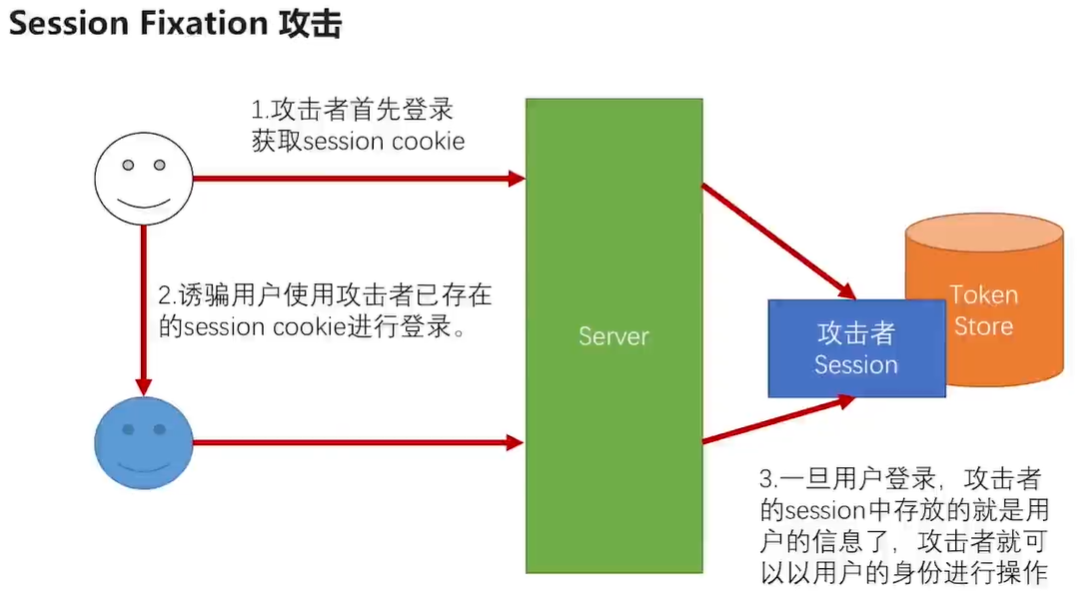 Session Fixation 攻击
1.攻击者首先登录
获取session cookie
2.诱骗用户使用攻击者已存在
的session cookie进行登录。
Server
Token
Store
攻击者
Session
3.一旦用户登录，攻击者
的session中存放的就是用
户的信息了，攻击者就可
以以用户的身份进行操作